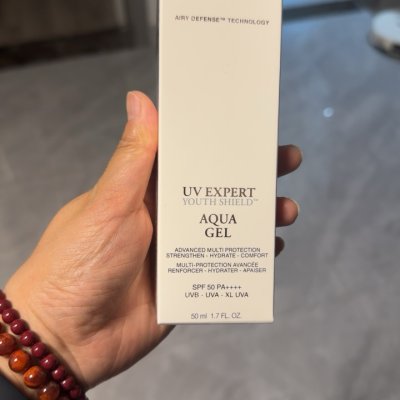 AIRY DEFENSE™ TECHNOLOGY
UV EXPERT
YOUTH SHIELD™
AQUA
GEL
ADVANCED MULTI PROTECTION
STRENGTHEN - HYDRATE - COMFORT
MULTI-PROTECTION AVANCÉE
RENFORCER - HYDRATER - APAISER
SPF 50 PA++++
UVB - UVA - XL UVA
50 ml 1.7 FL. OZ.